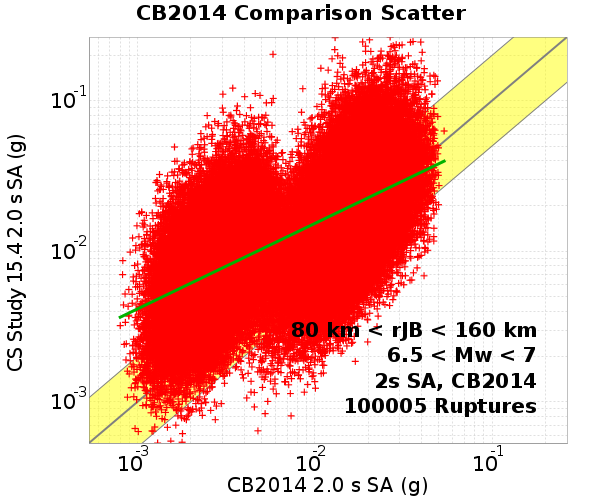 CB2014 Comparison Scatter
CS Study 15.4 2.0 s SA (g)
10-1
10-2
10-3
80 km < rJB < 160 km
6.5 < Mw < 7
2s SA, CB2014
100005 Ruptures
10-3 10-2 10-1
CB2014 2.0 s SA (g)